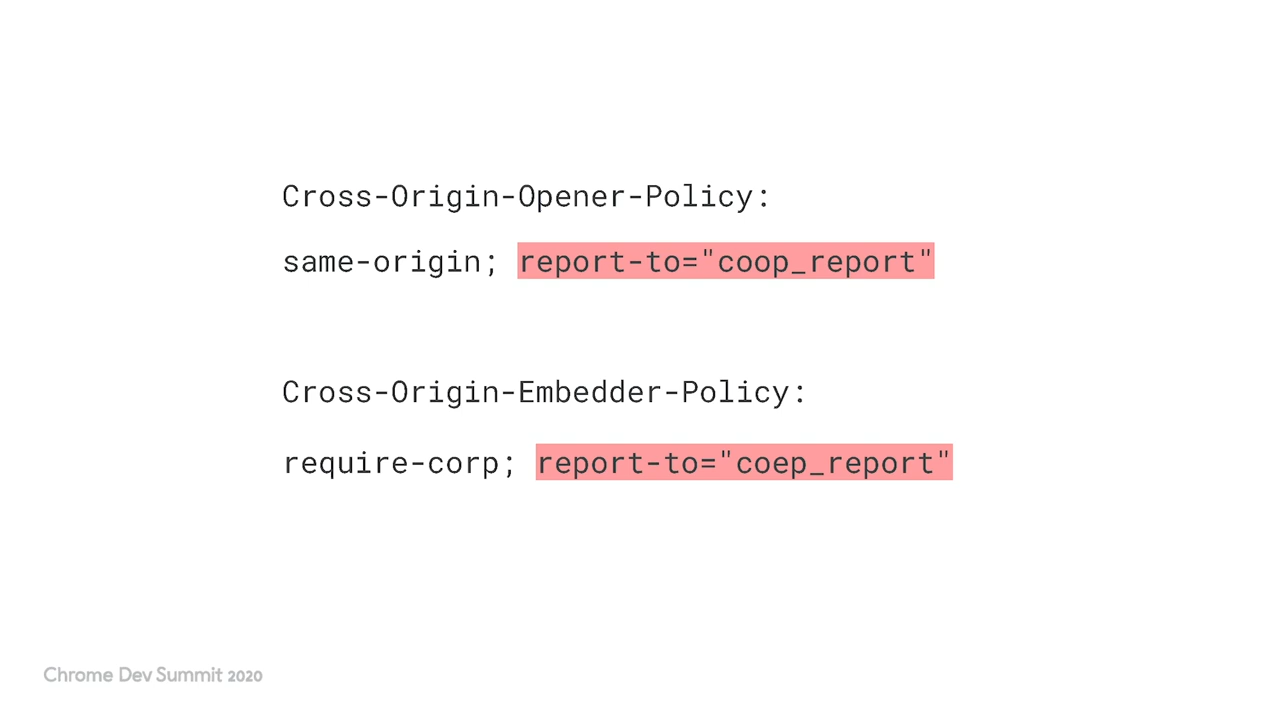 Cross-Origin-Opener-Policy:
same-origin; report-to="coop_report"
Cross-Origin-Embedder-Policy:
require-corp; report-to="coep_report"
Chrome Dev Summit 2020